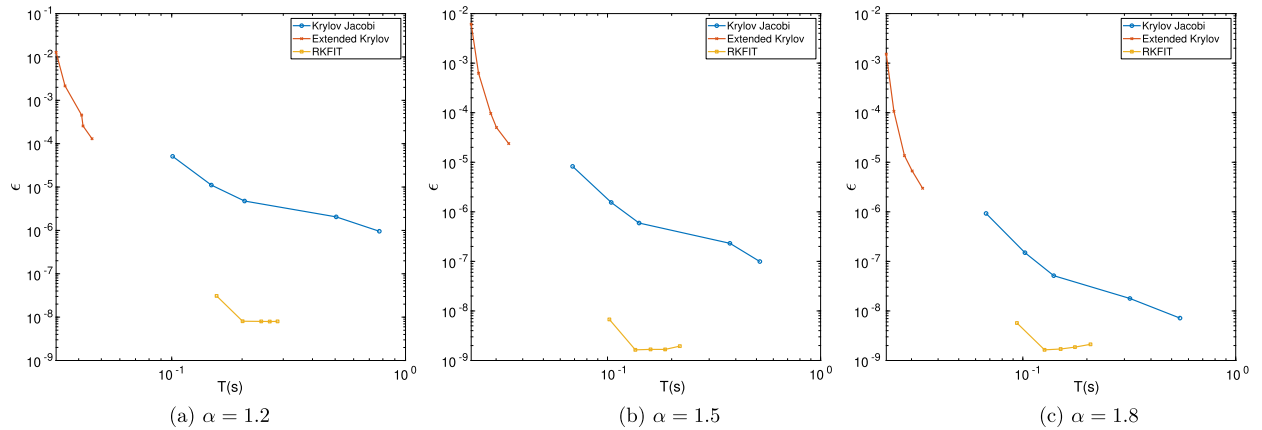 10^-1
10^-2
10^-3
10^-4
10^-5
10^-6
10^-7
10^-8
10^-9
ϵ
Krylov Jacobi
Extended Krylov
RKFIT
10^-1
10^0
T(s)
(a) α = 1.2
10^-2
10^-3
10^-4
10^-5
10^-6
10^-7
10^-8
10^-9
ϵ
Krylov Jacobi
Extended Krylov
RKFIT
10^-1
10^0
T(s)
(b) α = 1.5
10^-2
10^-3
10^-4
10^-5
10^-6
10^-7
10^-8
10^-9
ϵ
Krylov Jacobi
Extended Krylov
RKFIT
10^-1
10^0
T(s)
(c) α = 1.8